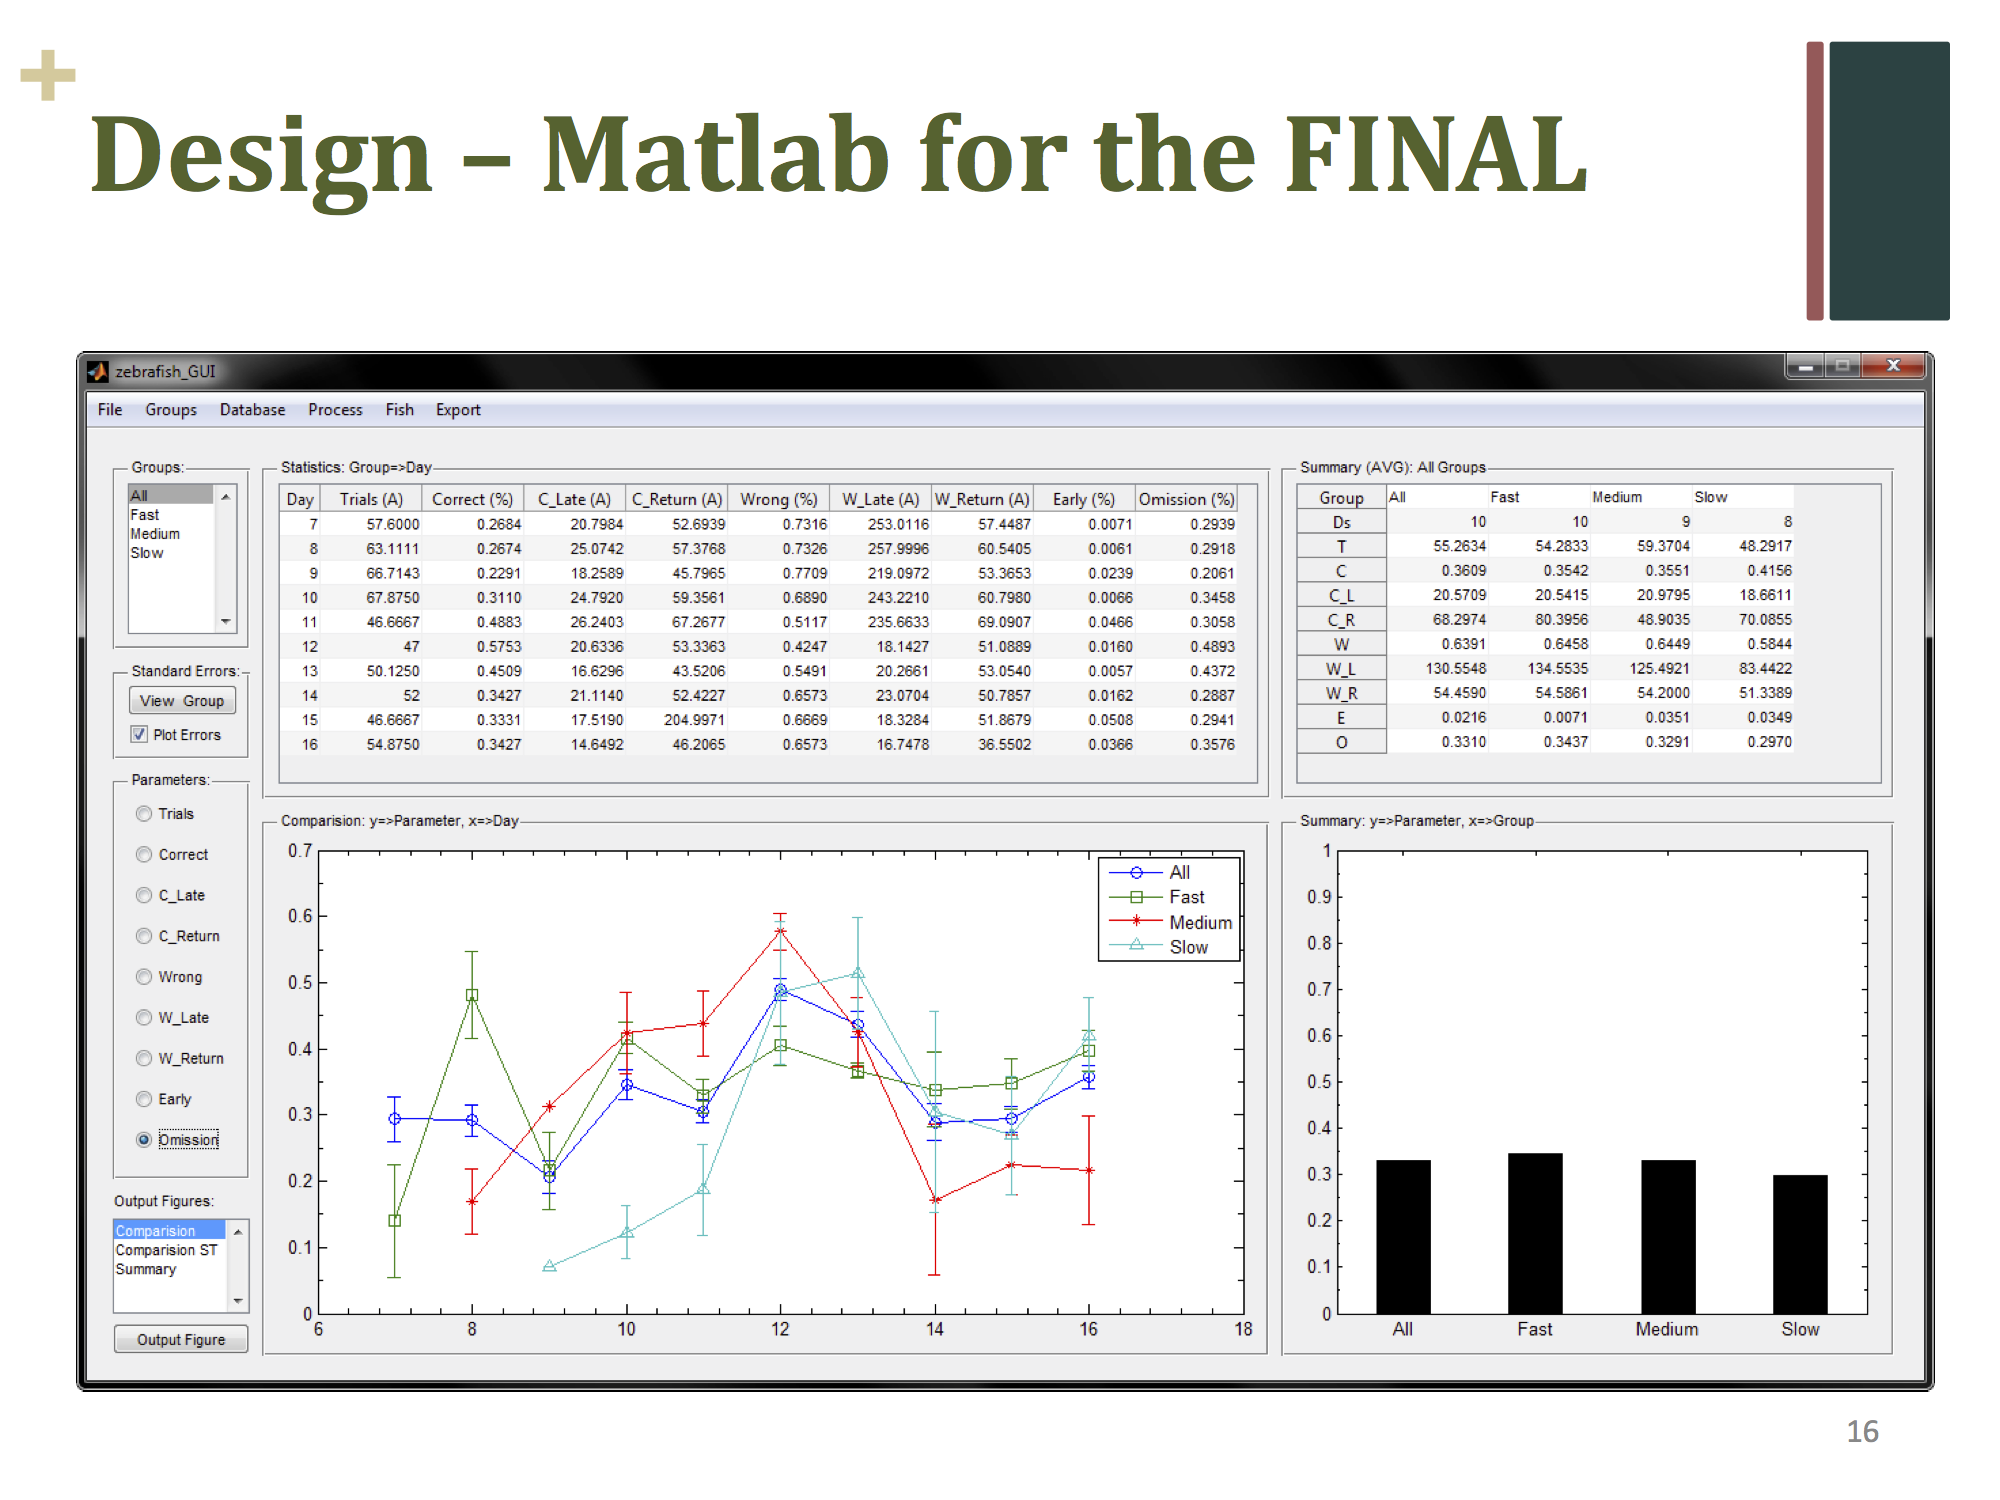 +
Design – Matlab for the FINAL
zebrafish_GUI
File Groups Database Process Fish Export
Groups:
All
Fast
Medium
Slow
Standard Errors:
View Group
Plot Errors
Parameters:
Trials
Correct
C_Late
C_Return
Wrong
W_Late
W_Return
Early
Omission
Output Figures:
Comparision
Comparision ST
Summary
Output Figure
Statistics: Group=>Day
Day Trials (A) Correct (%) C_Late (A) C_Return (A) Wrong (%) W_Late (A) W_Return (A) Early (%) Omission (%)
7 57.6000 0.2684 20.7984 52.6939 0.7316 253.0116 57.4487 0.0071 0.2939
8 63.1111 0.2674 25.0742 57.3768 0.7326 257.9996 60.5405 0.0061 0.2918
9 66.7143 0.2291 18.2589 45.7965 0.7709 219.0972 53.3653 0.0239 0.2061
10 67.8750 0.3110 24.7920 59.3561 0.6890 243.2210 60.7980 0.0066 0.3458
11 46.6667 0.4883 26.2403 67.2677 0.5117 235.6633 69.0907 0.0466 0.3058
12 47 0.5753 20.6336 53.3363 0.4247 18.1427 51.0889 0.0160 0.4893
13 50.1250 0.4509 16.6296 43.5206 0.5491 20.2661 53.0540 0.0057 0.4372
14 52 0.3427 21.1140 52.4227 0.6573 23.0704 50.7857 0.0162 0.2887
15 46.6667 0.3331 17.5190 204.9971 0.6669 18.3284 51.8679 0.0508 0.2941
16 54.8750 0.3427 14.6492 46.2065 0.6573 16.7478 36.5502 0.0366 0.3576
Summary (AVG): All Groups
Group All Fast Medium Slow
Ds 10 10 9 8
T 55.2634 54.2833 59.3704 48.2917
C 0.3609 0.3542 0.3551 0.4156
C_L 20.5709 20.5415 20.9795 18.6611
C_R 68.2974 80.3956 48.9035 70.0855
W 0.6391 0.6458 0.6449 0.5844
W_L 130.5548 134.5535 125.4921 83.4422
W_R 54.4590 54.5861 54.2000 51.3389
E 0.0216 0.0071 0.0351 0.0349
O 0.3310 0.3437 0.3291 0.2970
Comparision: y=>Parameter, x=>Day
0.7
0.6
0.5
0.4
0.3
0.2
0.1
0
6 8 10 12 14 16 18
All
Fast
Medium
Slow
Summary: y=>Parameter, x=>Group
1
0.9
0.8
0.7
0.6
0.5
0.4
0.3
0.2
0.1
0
All Fast Medium Slow
16